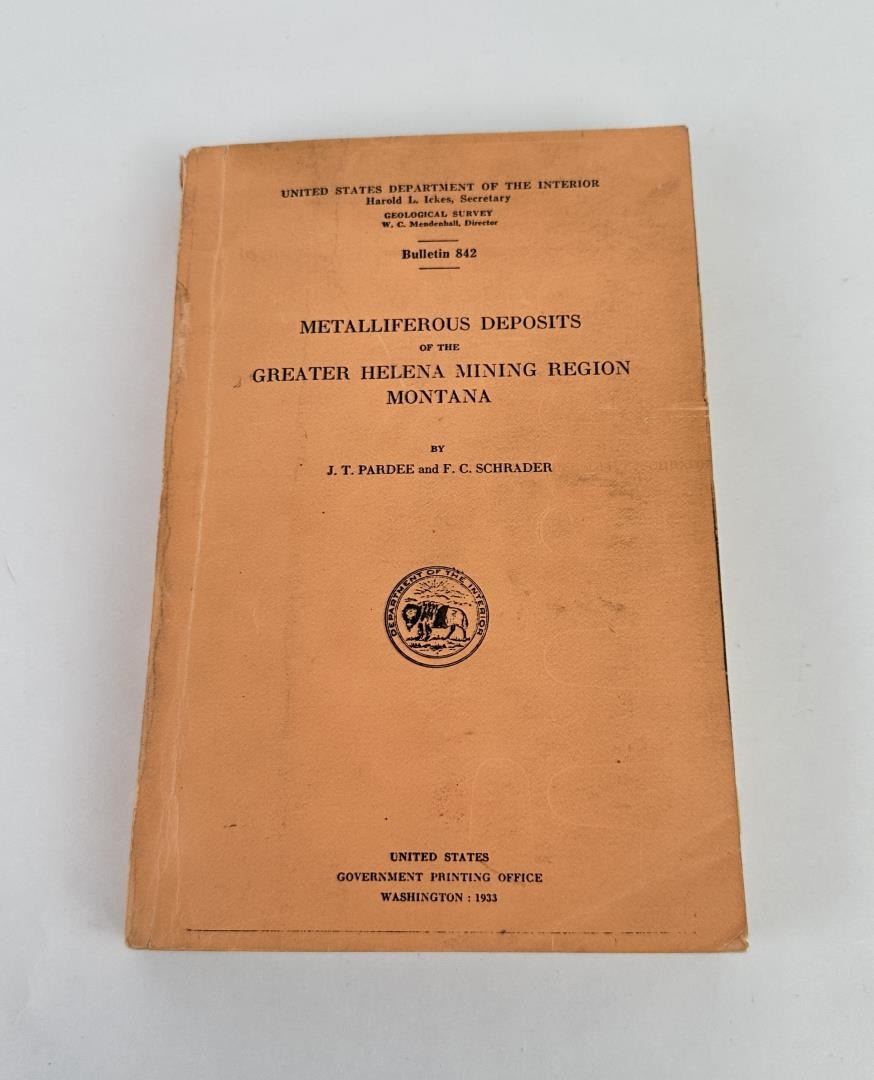 UNITED STATES DEPARTMENT OF THE INTERIOR
Harold L. Ickes, Secretary
GEOLOGICAL SURVEY
W. C. Mendenhall, Director
Bulletin 842
METALLIFEROUS DEPOSITS
OF THE
GREATER HELENA MINING REGION
MONTANA
BY
J. T. PARDEE and F. C. SCHRADER
DEPARTMENT OF THE INTERIOR
UNITED STATES
GOVERNMENT PRINTING OFFICE
WASHINGTON : 1933